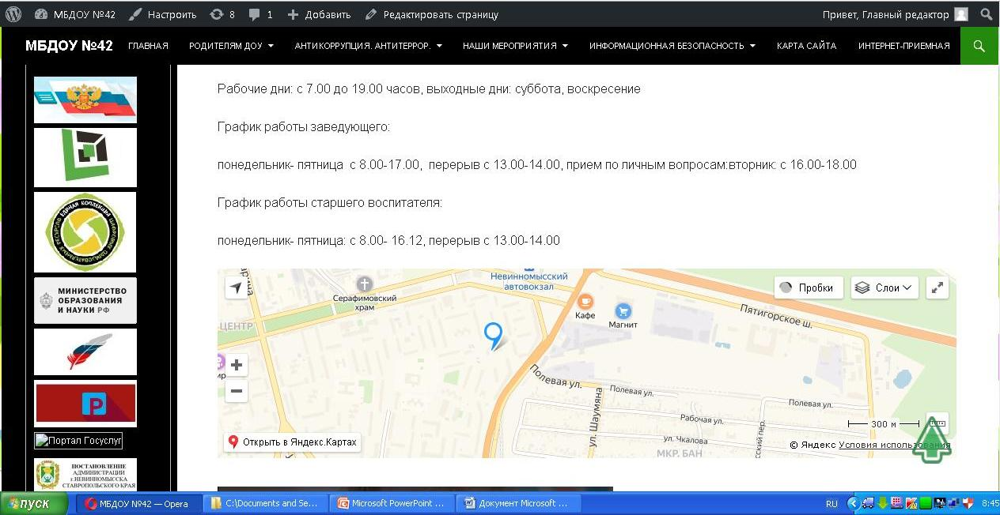 МБДОУ №42 Настроить 8 1 Добавить Редактировать страницу Привет, Главный редактор
МБДОУ №42 ГЛАВНАЯ РОДИТЕЛЯМ ДОУ АНТИКОРРУПЦИЯ. АНТИТЕРРОР. НАШИ МЕРОПРИЯТИЯ ИНФОРМАЦИОННАЯ БЕЗОПАСНОСТЬ КАРТА САЙТА ИНТЕРНЕТ-ПРИЕМНАЯ
ЕДИНАЯ КОЛЛЕКЦИЯ
МИНИСТЕРСТВО
ОБРАЗОВАНИЯ
И НАУКИ РФ
Р
Портал Госуслуг
ПОСТАНОВЛЕНИЕ
АДМИНИСТРАЦИИ
г.НЕВИННОМЫССКА
СТАВРОПОЛЬСКОГО КРАЯ
Рабочие дни: с 7.00 до 19.00 часов, выходные дни: суббота, воскресение
График работы заведующего:
понедельник- пятница с 8.00-17.00, перерыв с 13.00-14.00, прием по личным вопросам:вторник: с 16.00-18.00
График работы старшего воспитателя:
понедельник- пятница: с 8.00- 16.12, перерыв с 13.00-14.00
Невинномысский
автовокзал
Пробки
Слои
Серафимовский
храм
Кафе
Магнит
Пятигорское ш.
ЦЕНТР
Полевая ул.
Полевая ул.
Полевая ул.
ул. Шаумяна
Рабочая ул.
300 м
ул. Чкалова
МКР. БАН
Открыть в Яндекс.Картах
© Яндекс Условия использования
пуск МБДОУ №42 — Opera C:\Documents and Se... Microsoft PowerPoint ... Документ Microsoft ... RU 8:45